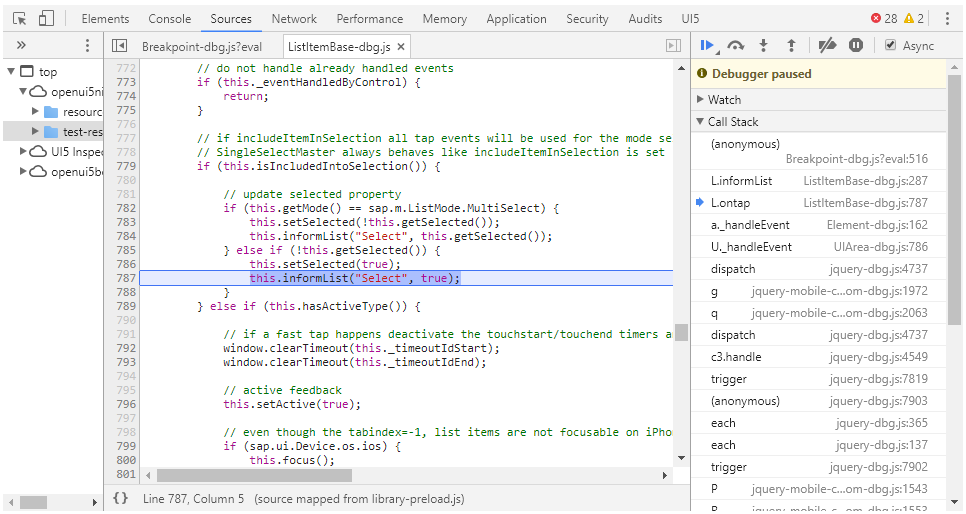 Elements Console Sources Network Performance Memory Application Security Audits UI5 28 2
» Breakpoint-dbg.js?eval ListItemBase-dbg.js × Async
top
openui5ni
resourc
test-res
UI5 Inspe
openui5b
772 // do not handle already handled events
773 if (this._eventHandledByControl) {
774 return;
775 }
776
777 // if includeItemInSelection all tap events will be used for the mode se
778 // SingleSelectMaster always behaves like includeItemInSelection is set
779 if (this.isIncludedIntoSelection()) {
780
781 // update selected property
782 if (this.getMode() == sap.m.ListMode.MultiSelect) {
783 this.setSelected(!this.getSelected());
784 this.informList("Select", this.getSelected());
785 } else if (!this.getSelected()) {
786 this.setSelected(true);
787 this.informList("Select", true);
788 }
789 } else if (this.hasActiveType()) {
790
791 // if a fast tap happens deactivate the touchstart/touchend timers a
792 window.clearTimeout(this._timeoutIdStart);
793 window.clearTimeout(this._timeoutIdEnd);
794
795 // active feedback
796 this.setActive(true);
797
798 // even though the tabindex=-1, list items are not focusable on iPhon
799 if (sap.ui.Device.os.ios) {
800 this.focus();
801
{} Line 787, Column 5 (source mapped from library-preload.js)
Debugger paused
Watch
Call Stack
(anonymous)
Breakpoint-dbg.js?eval:516
L.informList ListItemBase-dbg.js:287
L.ontap ListItemBase-dbg.js:787
a._handleEvent Element-dbg.js:162
U._handleEvent UIArea-dbg.js:786
dispatch jquery-dbg.js:4737
g jquery-mobile-c...om-dbg.js:1972
q jquery-mobile-c...om-dbg.js:2063
dispatch jquery-dbg.js:4737
c3.handle jquery-dbg.js:4549
trigger jquery-dbg.js:7819
(anonymous) jquery-dbg.js:7903
each jquery-dbg.js:365
each jquery-dbg.js:137
trigger jquery-dbg.js:7902
P jquery-mobile-c...om-dbg.js:1543